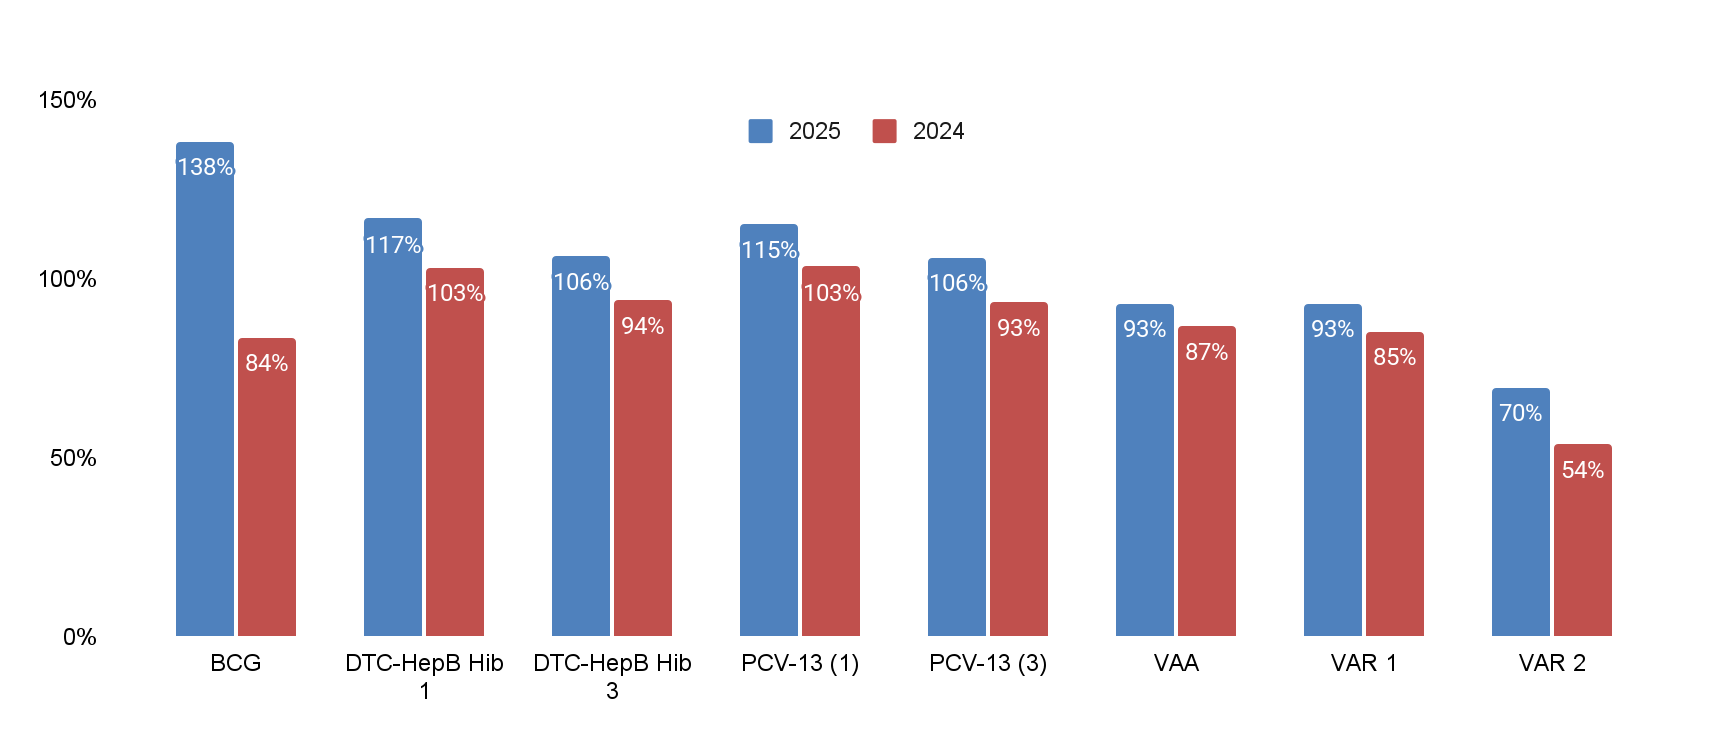 150%
2025 2024
138%
117%
115%
100%
106%
106%
103%
103%
94%
93%
93%
93%
87%
85%
84%
50%
70%
54%
0%
BCG
DTC-HepB Hib
1
DTC-HepB Hib
3
PCV-13 (1)
PCV-13 (3)
VAA
VAR 1
VAR 2